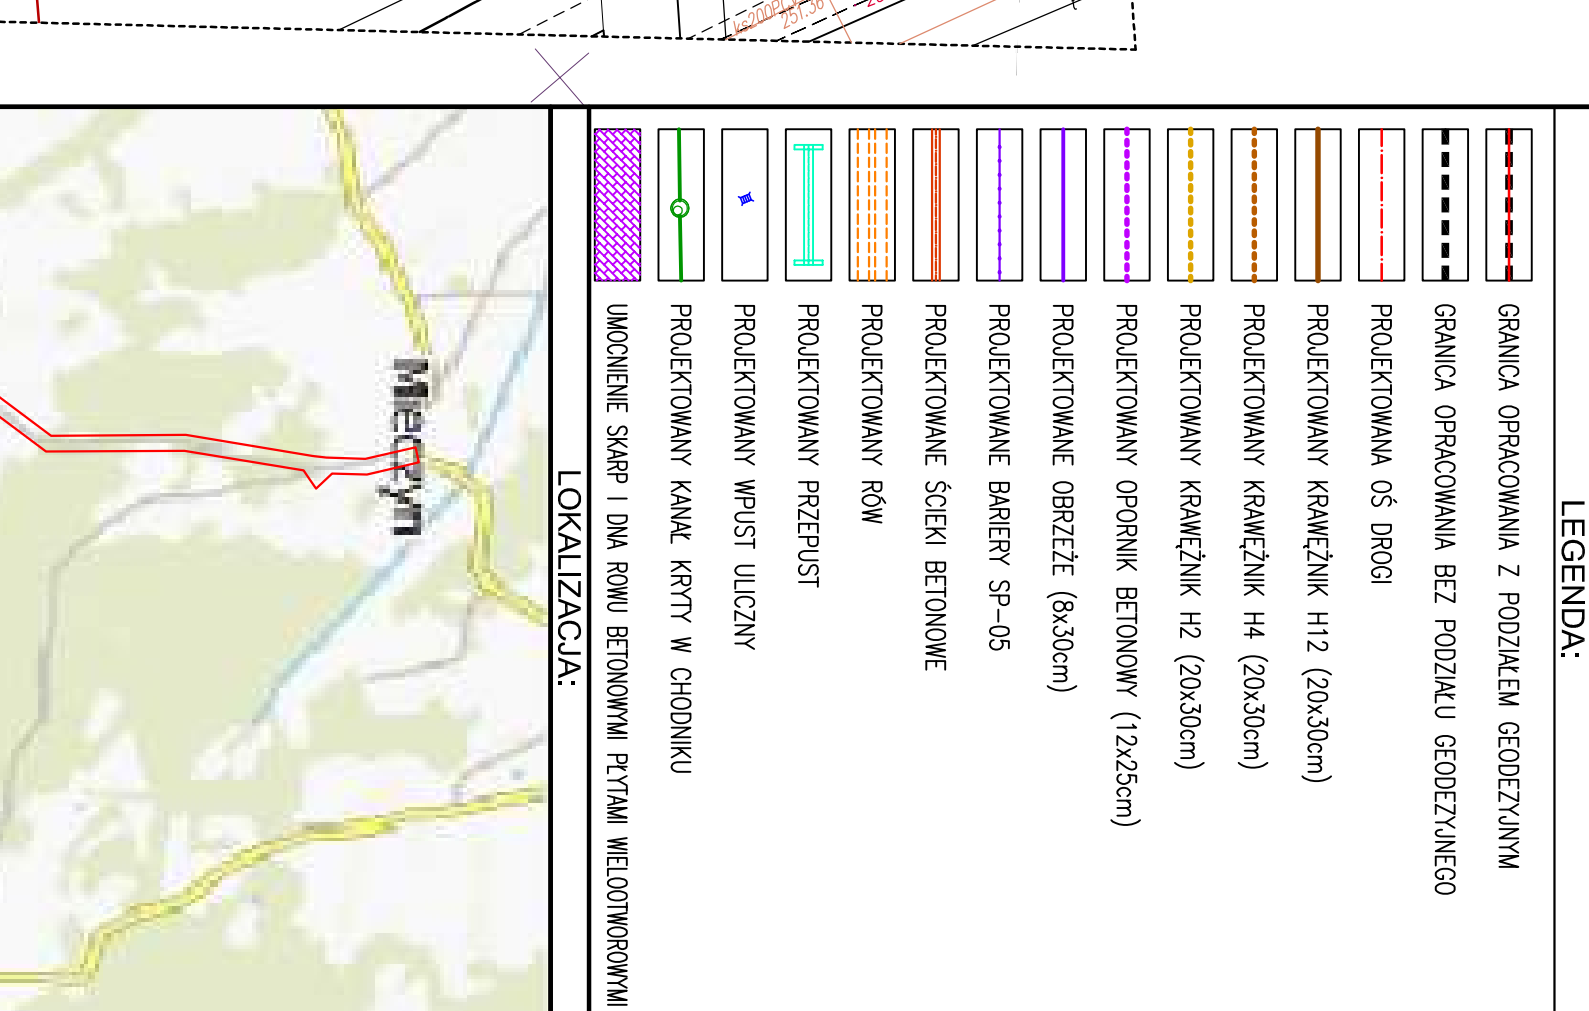 LEGENDA:
GRANICA OPRACOWANIA Z PODZIAŁEM GEODEZYJNYM
GRANICA OPRACOWANIA BEZ PODZIAŁU GEODEZYJNEGO
PROJEKTOWANA OŚ DROGI
PROJEKTOWANY KRAWĘŻNIK H12 (20x30cm)
PROJEKTOWANY KRAWĘŻNIK H4 (20x30cm)
PROJEKTOWANY KRAWĘŻNIK H2 (20x30cm)
PROJEKTOWANY OPORNIK BETONOWY (12x25cm)
PROJEKTOWANE OBRZEŻE (8x30cm)
PROJEKTOWANE BARIERY SP-05
PROJEKTOWANE ŚCIEKI BETONOWE
PROJEKTOWANY RÓW
PROJEKTOWANY PRZEPUST
PROJEKTOWANY WPUST ULICZNY
PROJEKTOWANY KANAŁ KRYTY W CHODNIKU
UMOCNIENIE SKARP I DNA ROWU BETONOWYMI PŁYTAMI WIELOOTWOROWYMI
LOKALIZACJA:
251.36